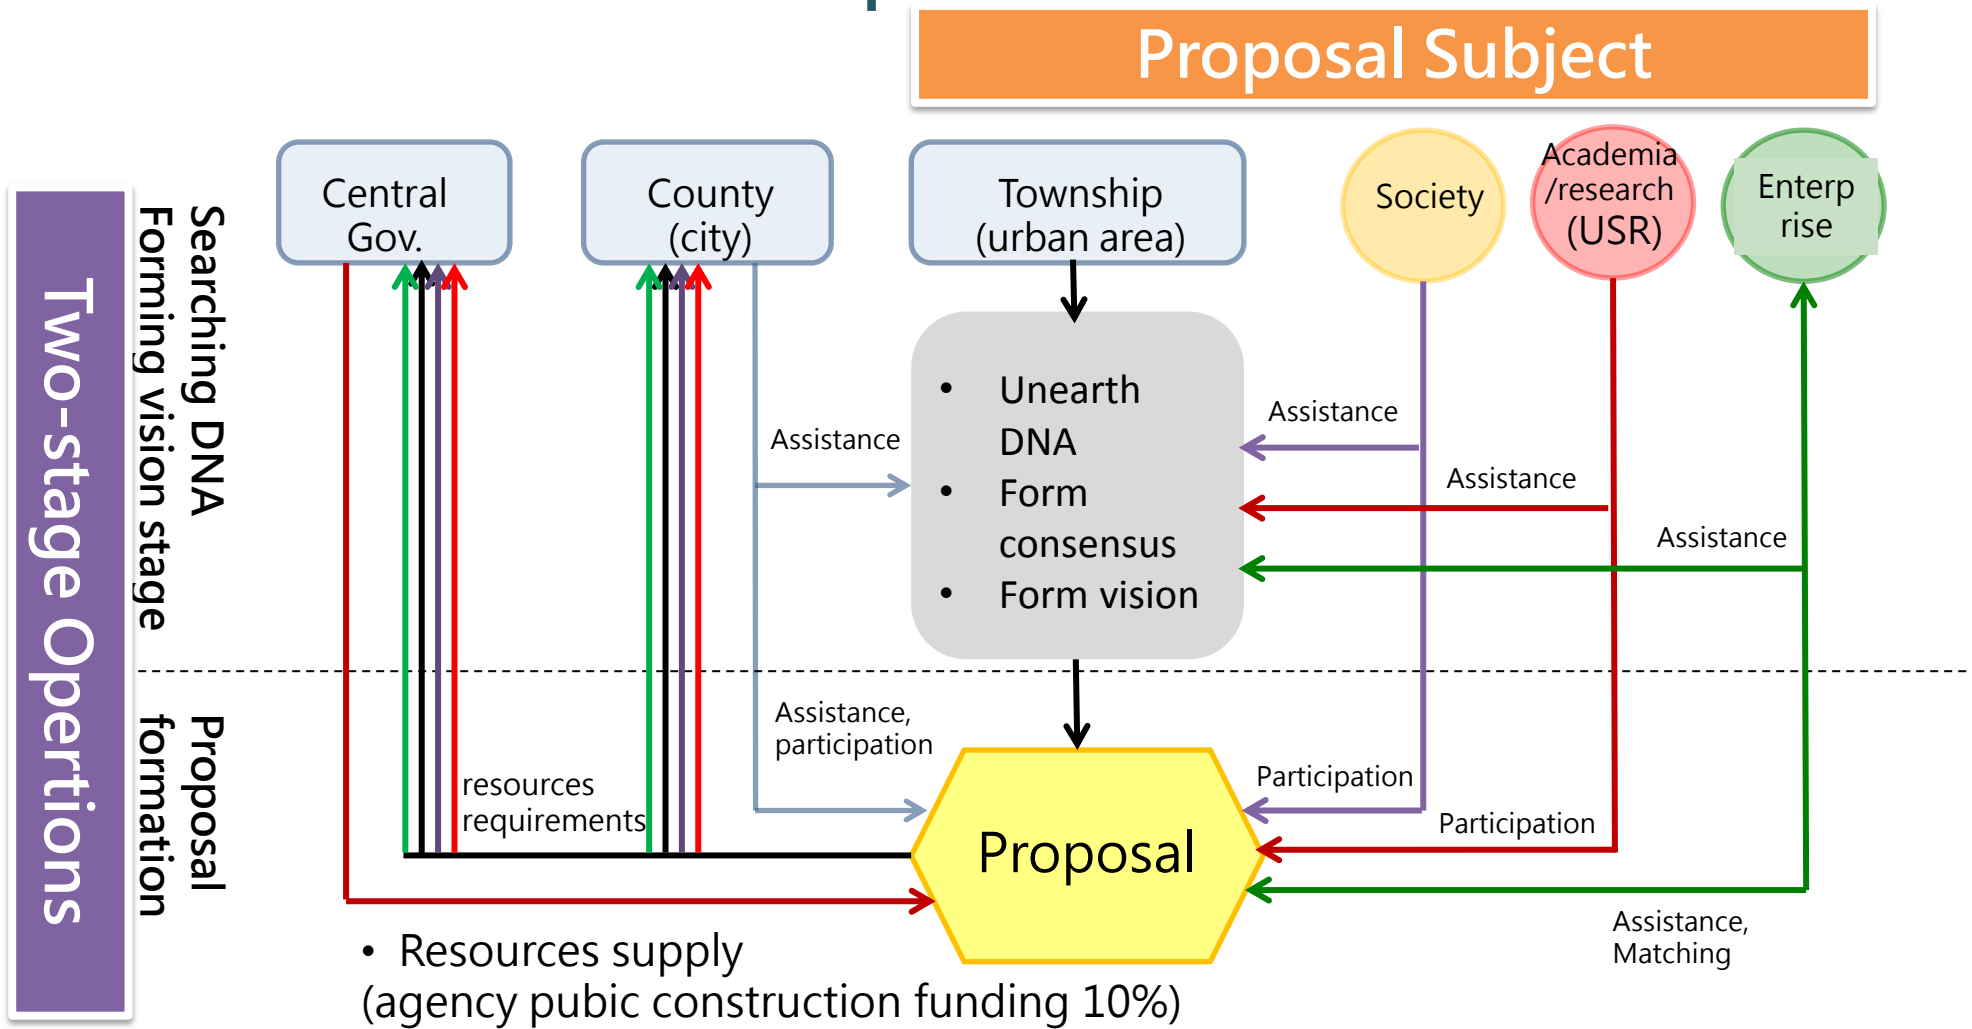 Proposal Subject
Two-stage Opertions
Searching DNA
Forming vision stage
Proposal
formation
Central
Gov.
County
(city)
Township
(urban area)
Society
Academia
/research
(USR)
Enterp
rise
• Unearth
DNA
• Form
consensus
• Form vision
Assistance
Assistance
Assistance
Assistance
Assistance,
participation
resources
requirements
Participation
Participation
Proposal
Assistance,
Matching
• Resources supply
(agency pubic construction funding 10%)